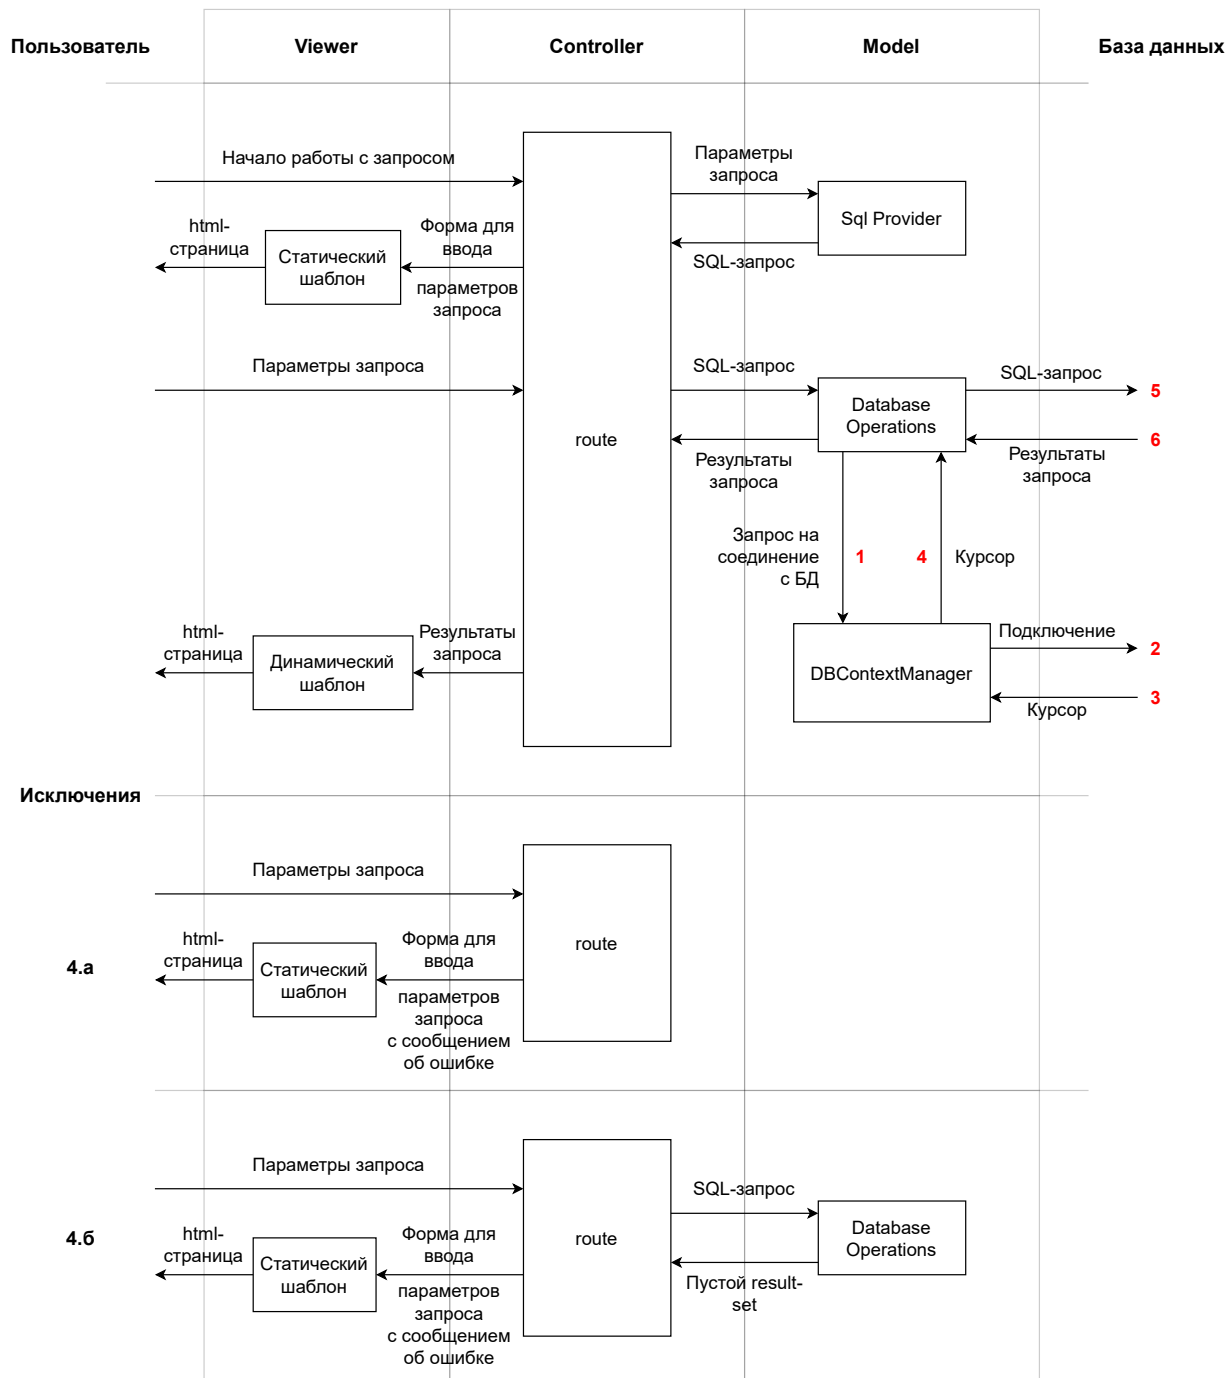 Пользователь
Viewer
Controller
Model
База данных
Начало работы с запросом
Параметры
запроса
Sql Provider
SQL-запрос
html-
страница
Статический
шаблон
Форма для
ввода
параметров
запроса
Параметры запроса
route
SQL-запрос
Database
Operations
SQL-запрос
5
6
Результаты
запроса
Результаты
запроса
Запрос на
соединение
с БД
1
4
Курсор
html-
страница
Динамический
шаблон
Результаты
запроса
DBContextManager
Подключение
2
3
Курсор
Исключения
4.а
Параметры запроса
html-
страница
Статический
шаблон
Форма для
ввода
параметров
запроса
с сообщением
об ошибке
route
4.б
Параметры запроса
html-
страница
Статический
шаблон
Форма для
ввода
параметров
запроса
с сообщением
об ошибке
route
SQL-запрос
Database
Operations
Пустой result-
set